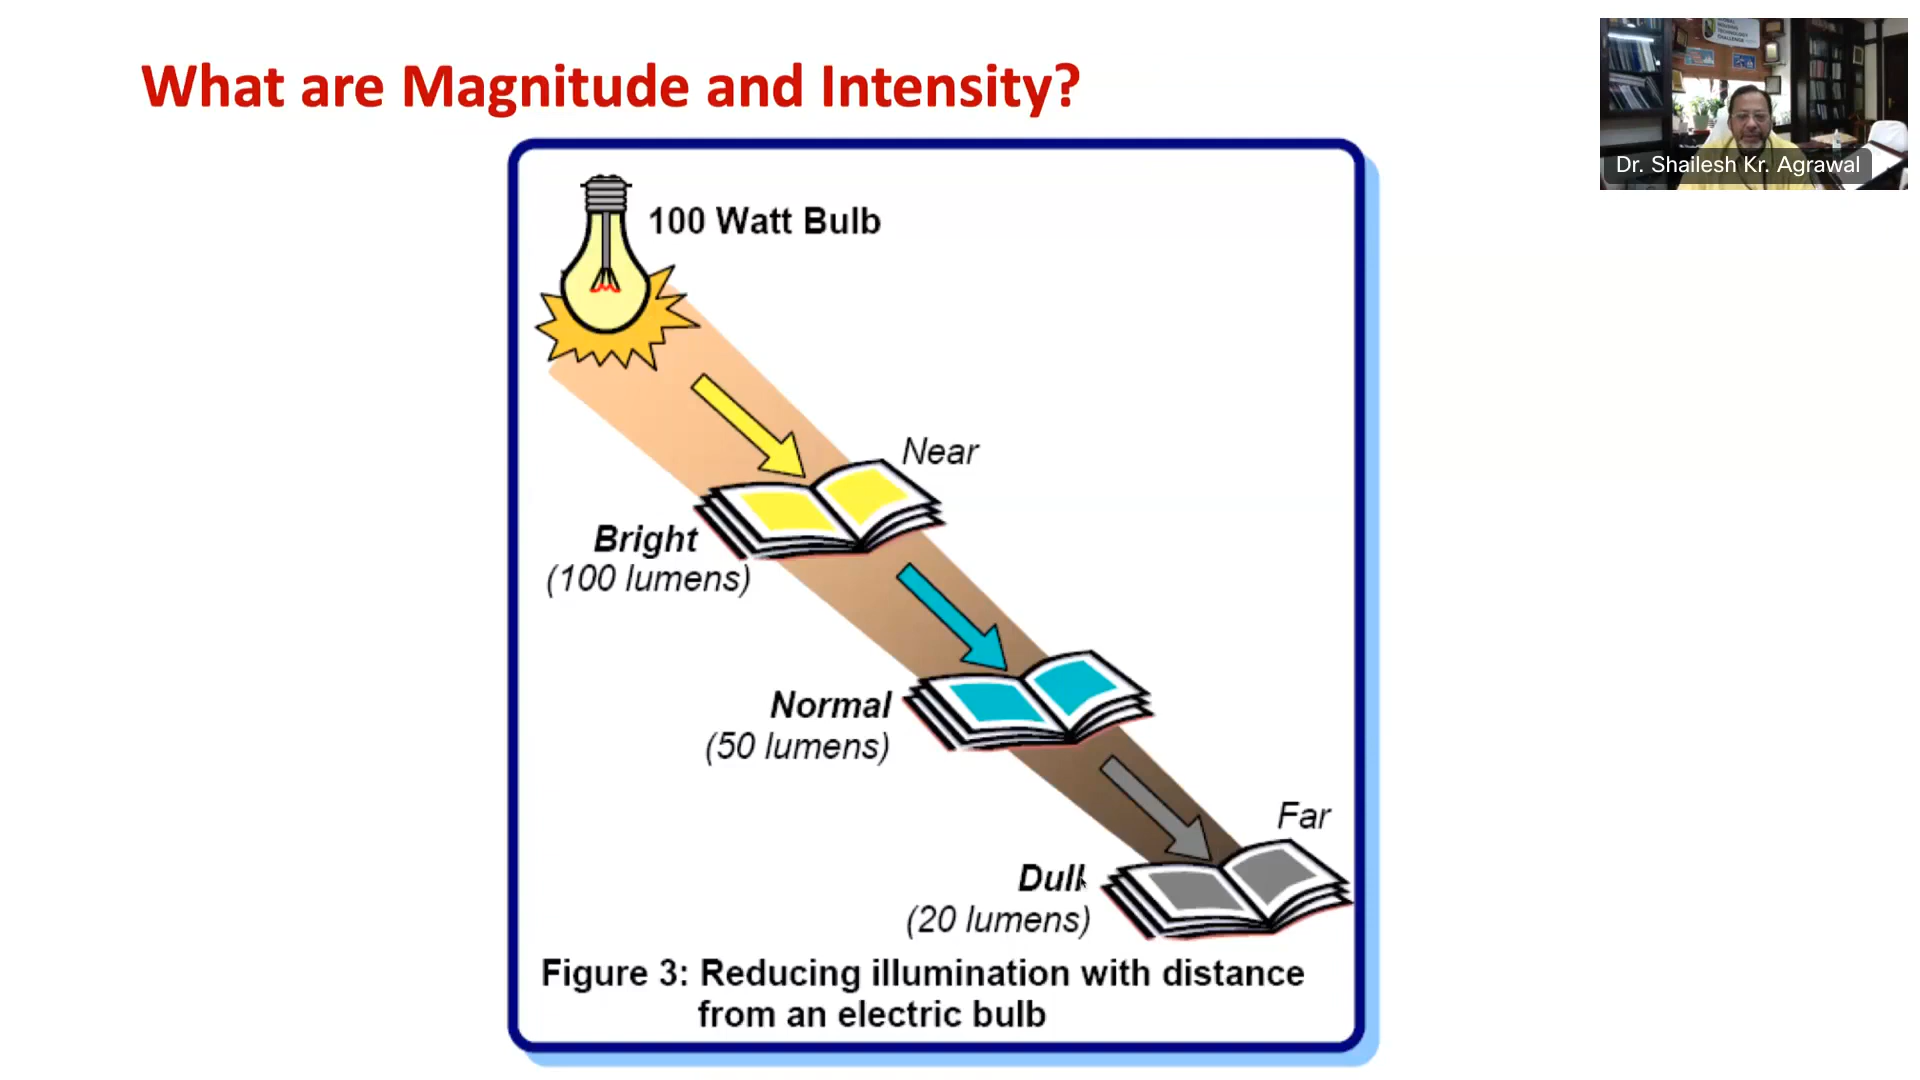 What are Magnitude and Intensity?
Dr. Shailesh Kr. Agrawal
100 Watt Bulb
Near
Bright
(100 lumens)
Normal
(50 lumens)
Far
Dull
(20 lumens)
Figure 3: Reducing illumination with distance
from an electric bulb